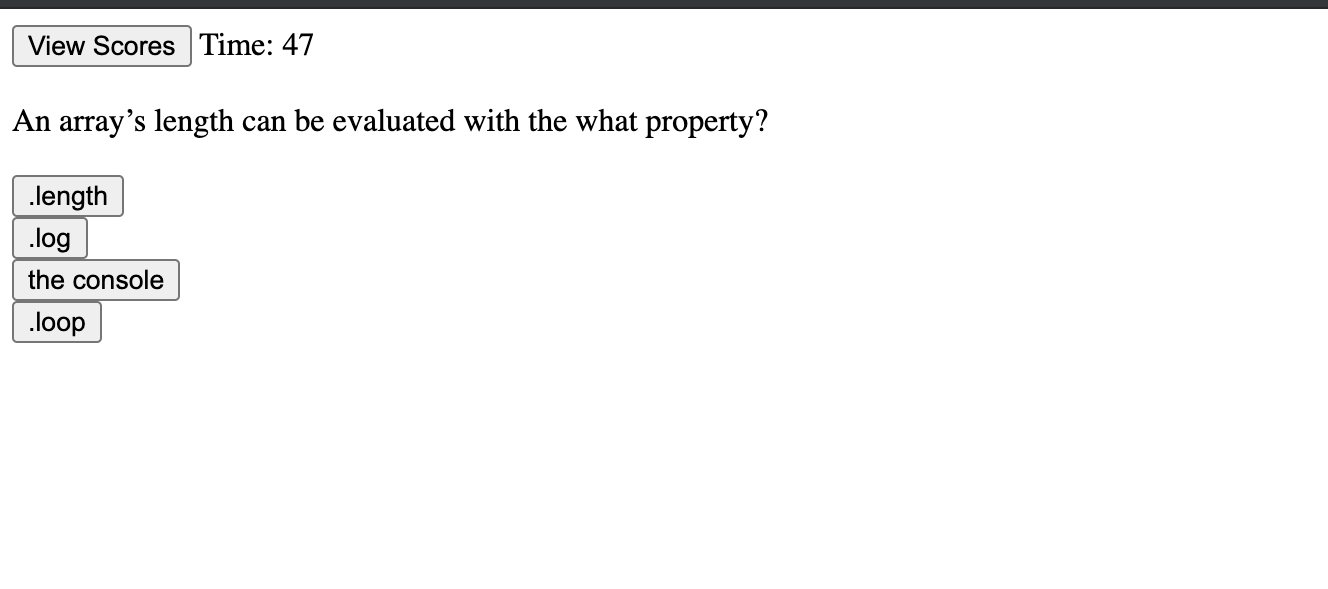 View Scores Time: 47
An array’s length can be evaluated with the what property?
.length
.log
the console
.loop